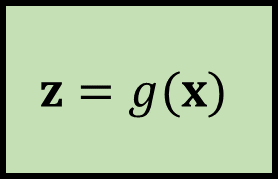 z = g(x)